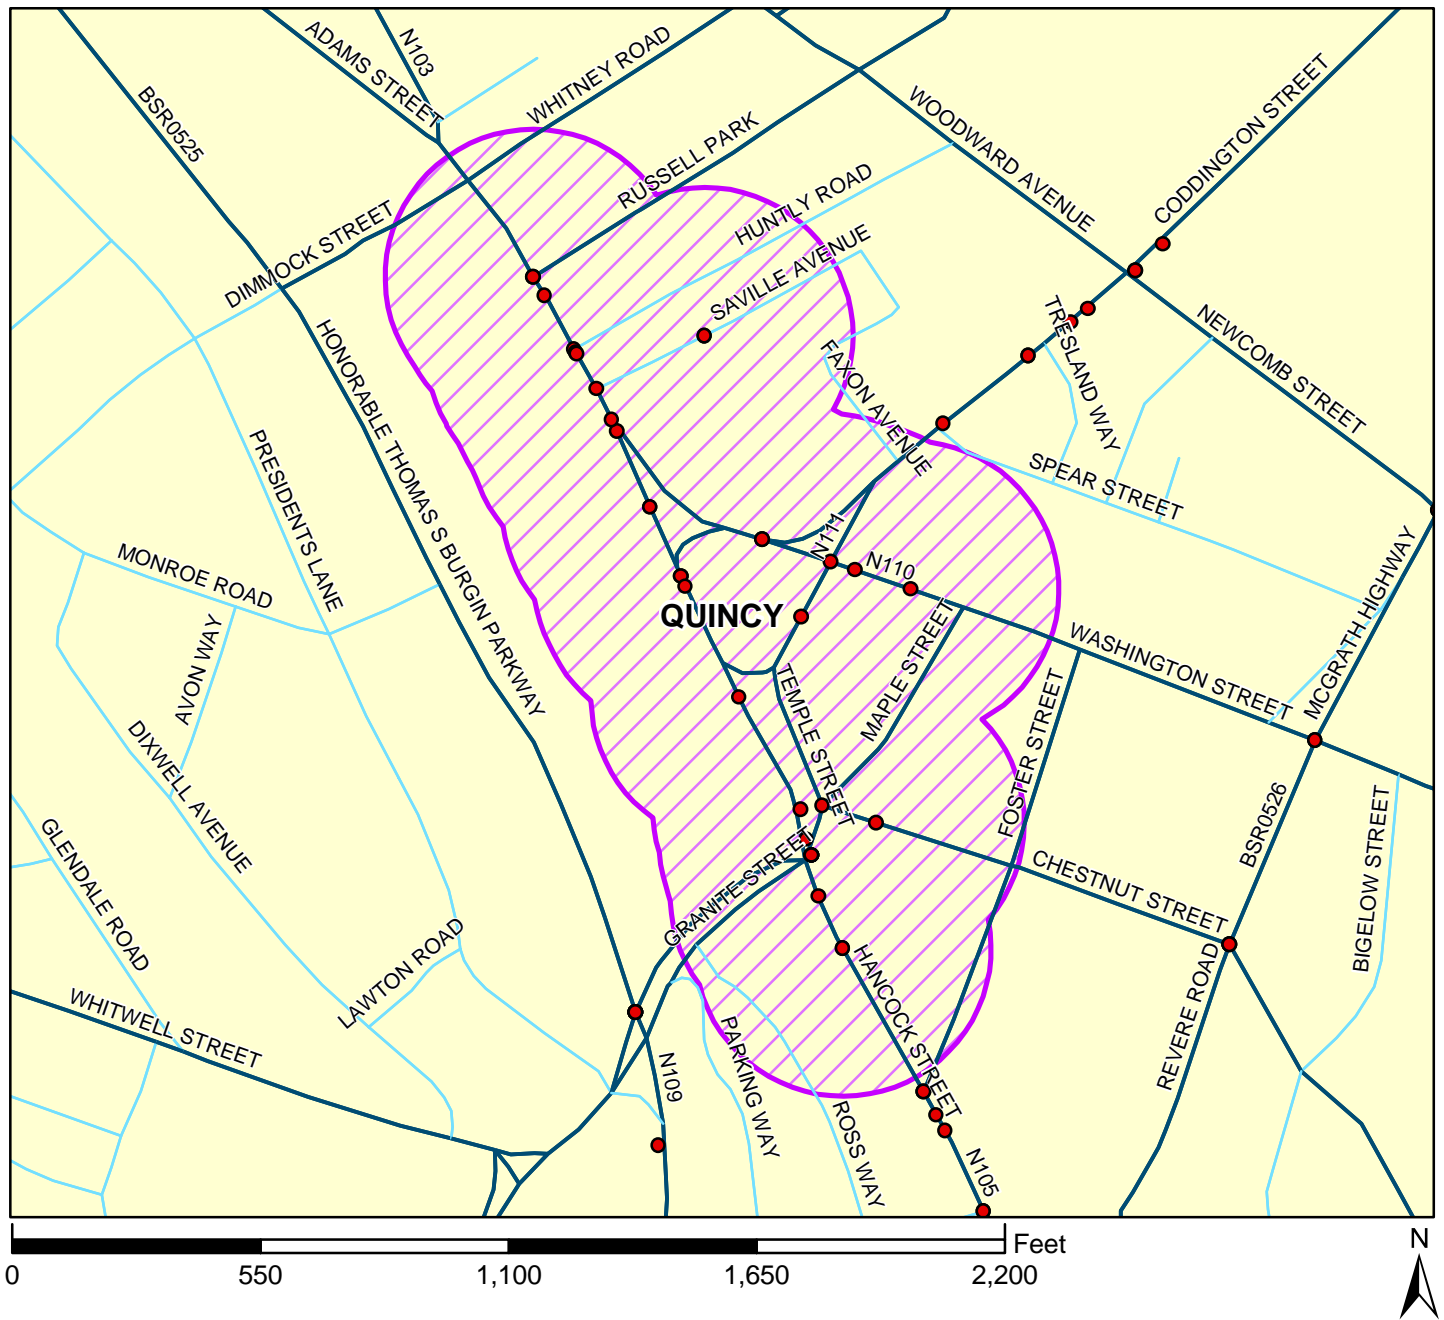 N103
ADAMS STREET
WHITNEY ROAD
BSR0525
WOODWARD AVENUE
CODDINGTON STREET
RUSSELL PARK
HUNTLY ROAD
DIMMOCK STREET
SAVILLE AVENUE
TRESLAND WAY
NEWCOMB STREET
HONORABLE THOMAS S BURGIN PARKWAY
FAXON AVENUE
PRESIDENTS LANE
SPEAR STREET
N111
N110
MONROE ROAD
QUINCY
MCGRATH HIGHWAY
AVON WAY
MAPLE STREET
WASHINGTON STREET
TEMPLE STREET
FOSTER STREET
DIXWELL AVENUE
BSR0526
BIGELOW STREET
GLENDALE ROAD
GRANITE STREET
CHESTNUT STREET
LAWTON ROAD
HANCOCK STREET
REVERE ROAD
WHITWELL STREET
N109
PARKING WAY
ROSS WAY
N105
Feet
N
0 550 1,100 1,650 2,200